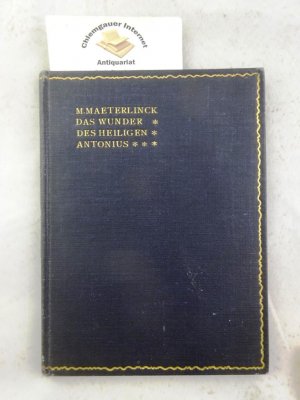 Chiemgauer Internet
Antiquariat
M. MAETERLINCK
DAS WUNDER *
DES HEILIGEN *
ANTONIUS * * *